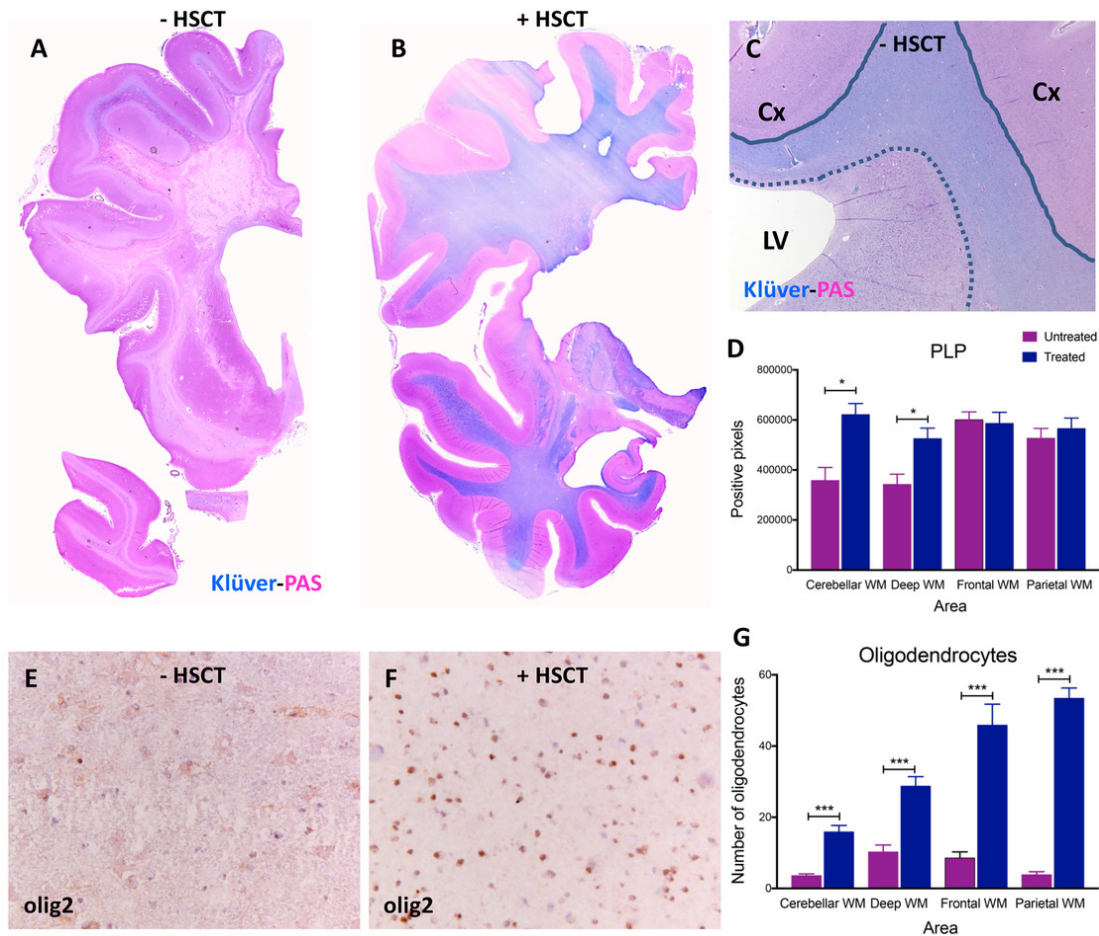 A
- HSCT
Klüver-PAS
B
+ HSCT
C
- HSCT
Cx
Cx
LV
Klüver-PAS
D
PLP
Untreated
Treated
Positive pixels
800000
600000
400000
200000
0
*
*
Cerebellar WM
Deep WM
Frontal WM
Parietal WM
Area
E
- HSCT
olig2
F
+ HSCT
olig2
G
Oligodendrocytes
Number of oligodendrocytes
60
40
20
0
***
***
***
***
Cerebellar WM
Deep WM
Frontal WM
Parietal WM
Area